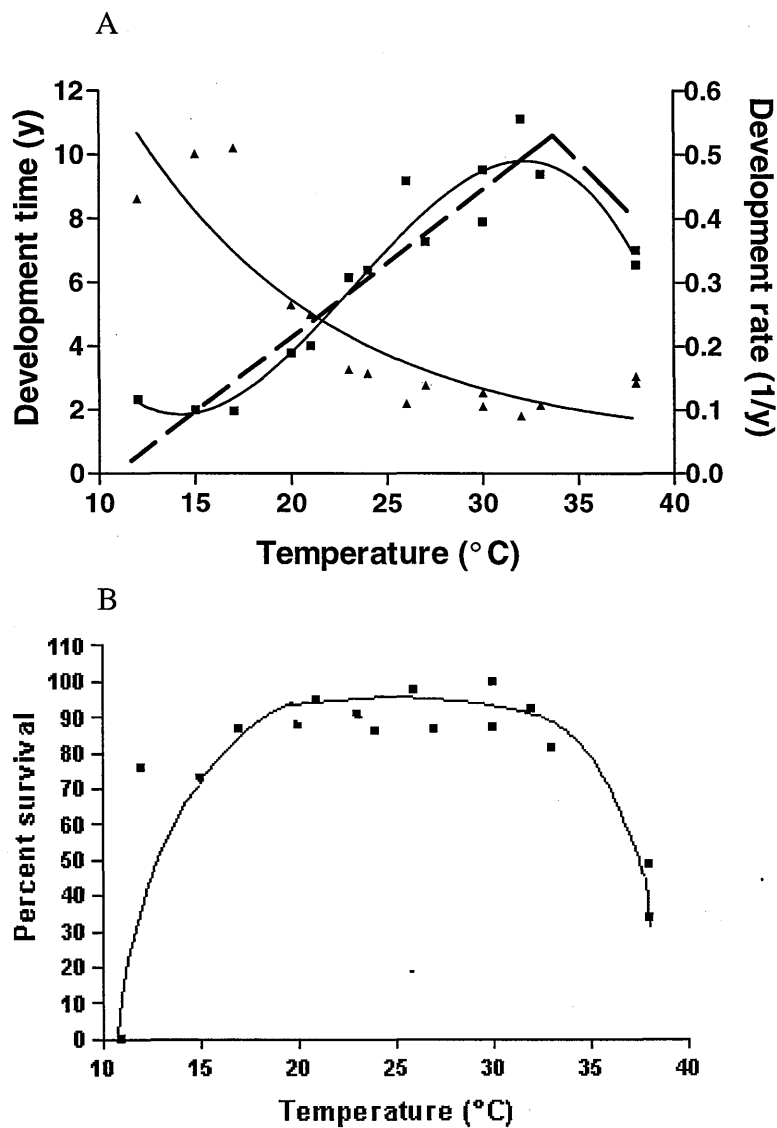 A
Development time (y)
12
10
8
6
4
2
0
0.6
0.5
0.4
0.3
0.2
0.1
0.0
Development rate (1/y)
10 15 20 25 30 35 40
Temperature (° C)
B
Percent survival
110
100
90
80
70
60
50
40
30
20
10
0
10 15 20 25 30 35 40
Temperature (°C)